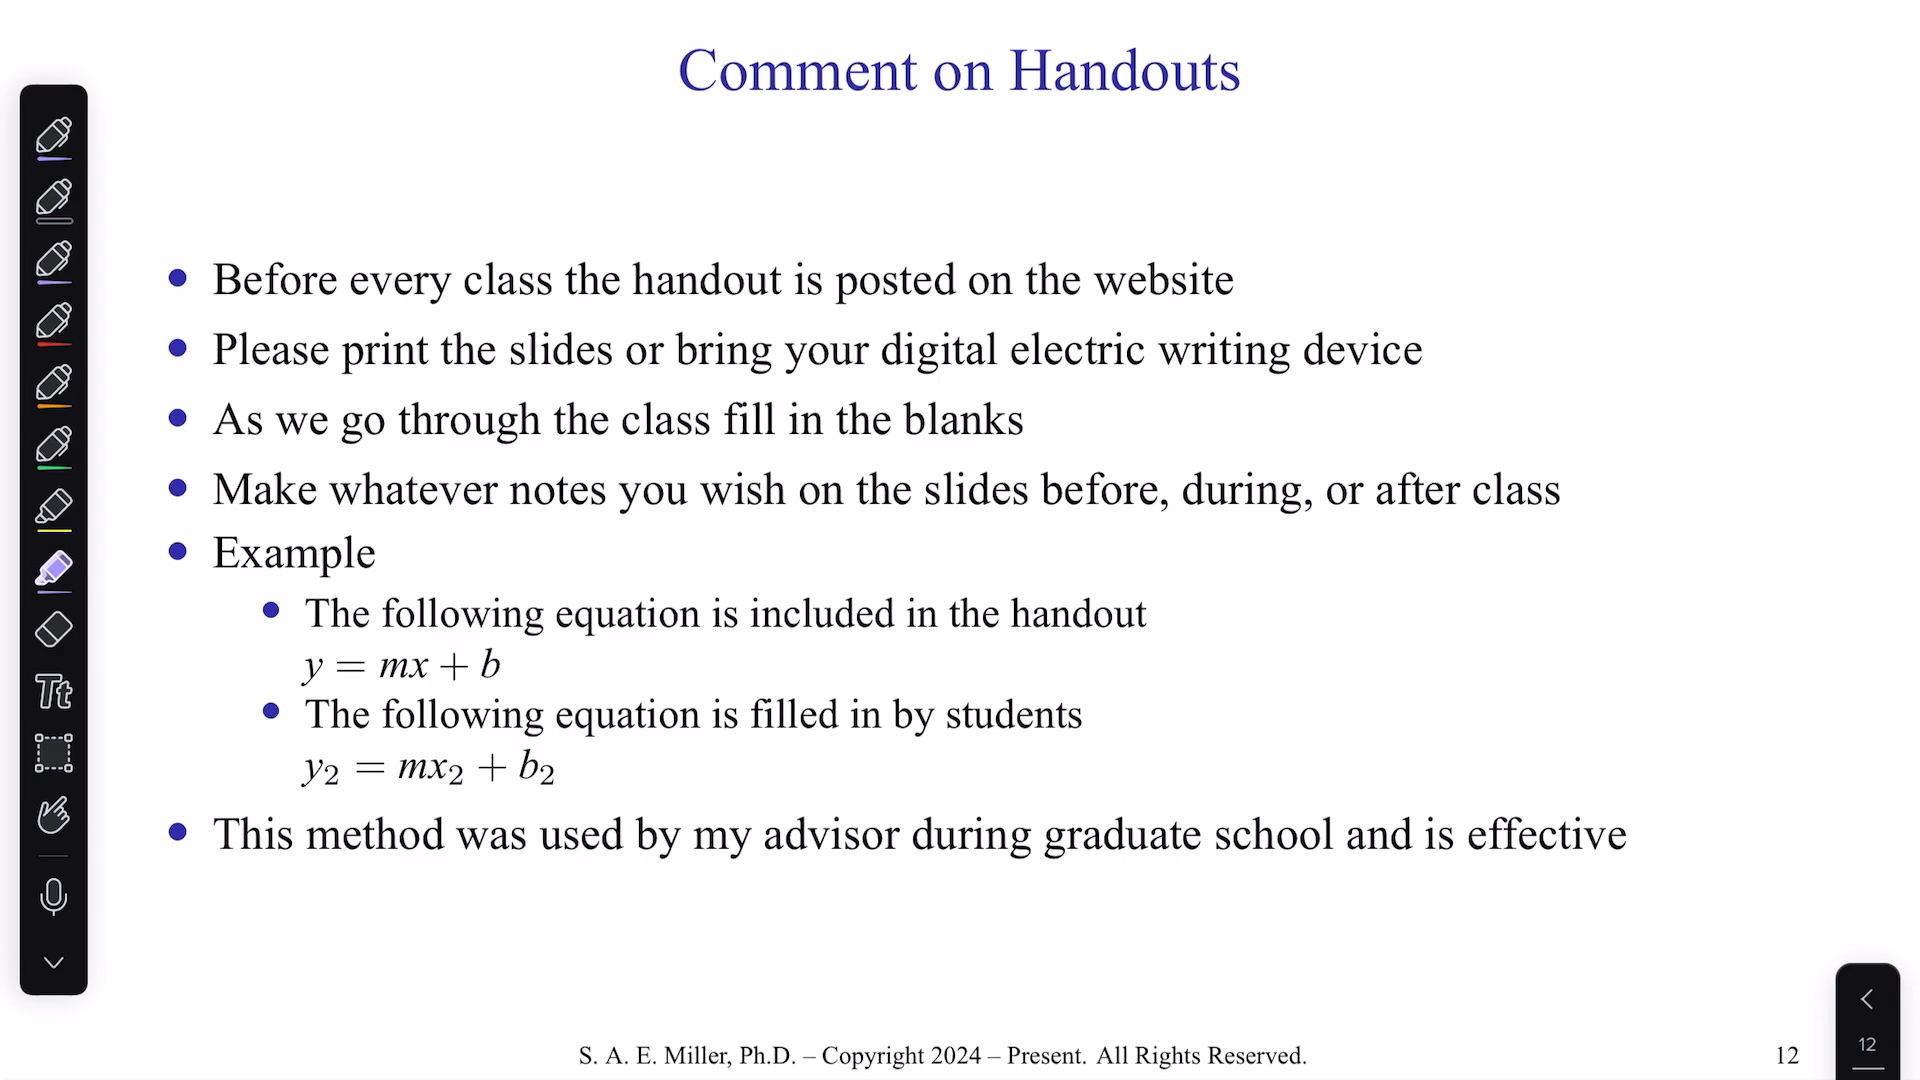 Comment on Handouts
Before every class the handout is posted on the website
Please print the slides or bring your digital electric writing device
As we go through the class fill in the blanks
Make whatever notes you wish on the slides before, during, or after class
Example
The following equation is included in the handout
y = mx + b
The following equation is filled in by students
y₂ = mx₂ + b₂
This method was used by my advisor during graduate school and is effective
Tt
S. A. E. Miller, Ph.D. – Copyright 2024 – Present. All Rights Reserved.
12
12